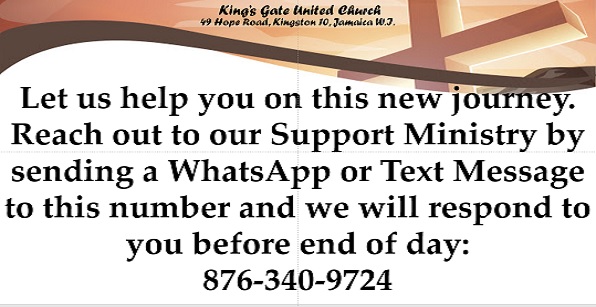 King's Gate United Church
49 Hope Road, Kingston 10, Jamaica W.I.
Let us help you on this new journey.
Reach out to our Support Ministry by
sending a WhatsApp or Text Message
to this number and we will respond to
you before end of day:
876-340-9724